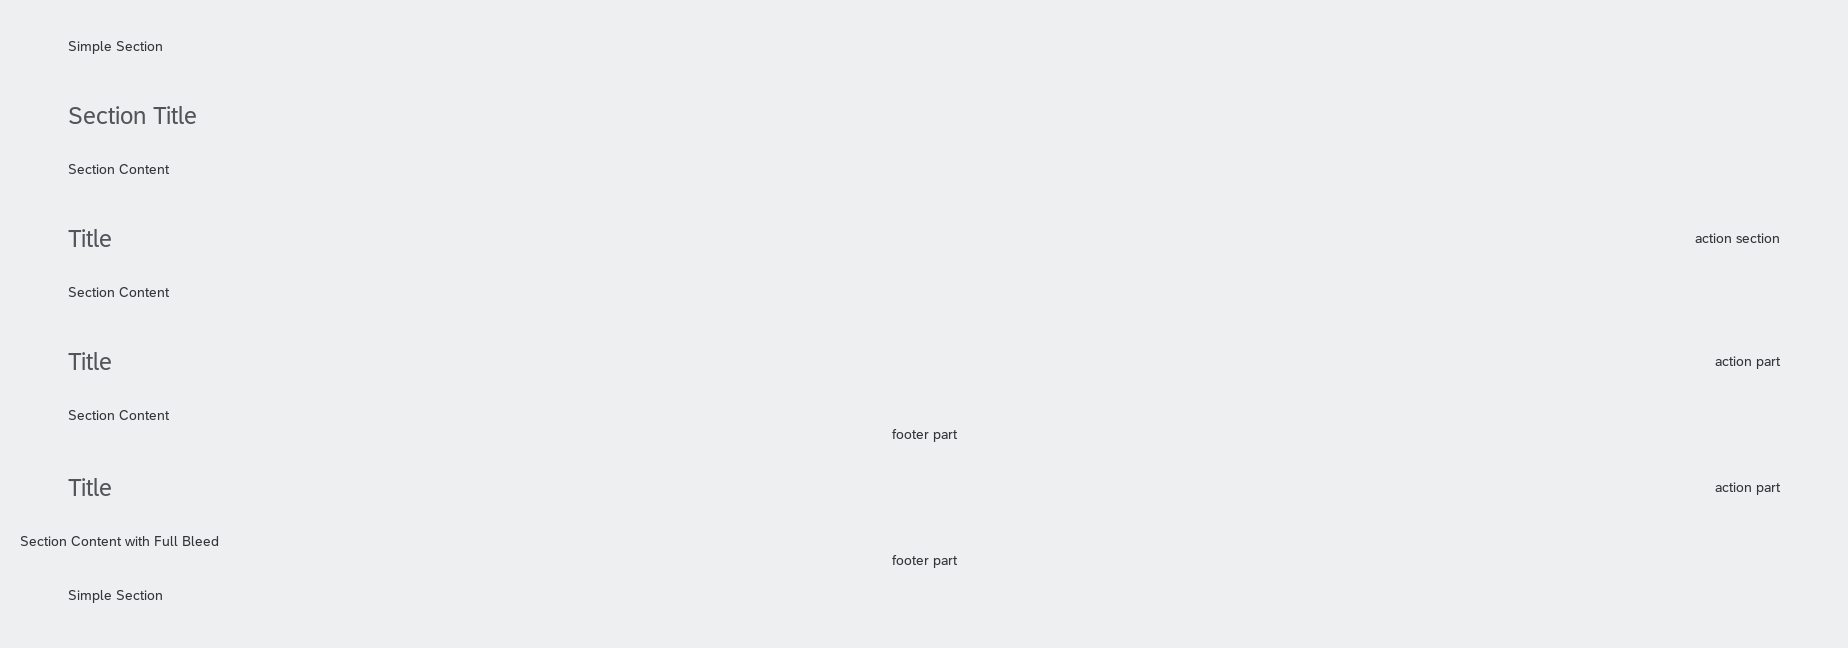 Simple Section
Section Title
Section Content
Title
action section
Section Content
Title
action part
Section Content
footer part
Title
action part
Section Content with Full Bleed
footer part
Simple Section